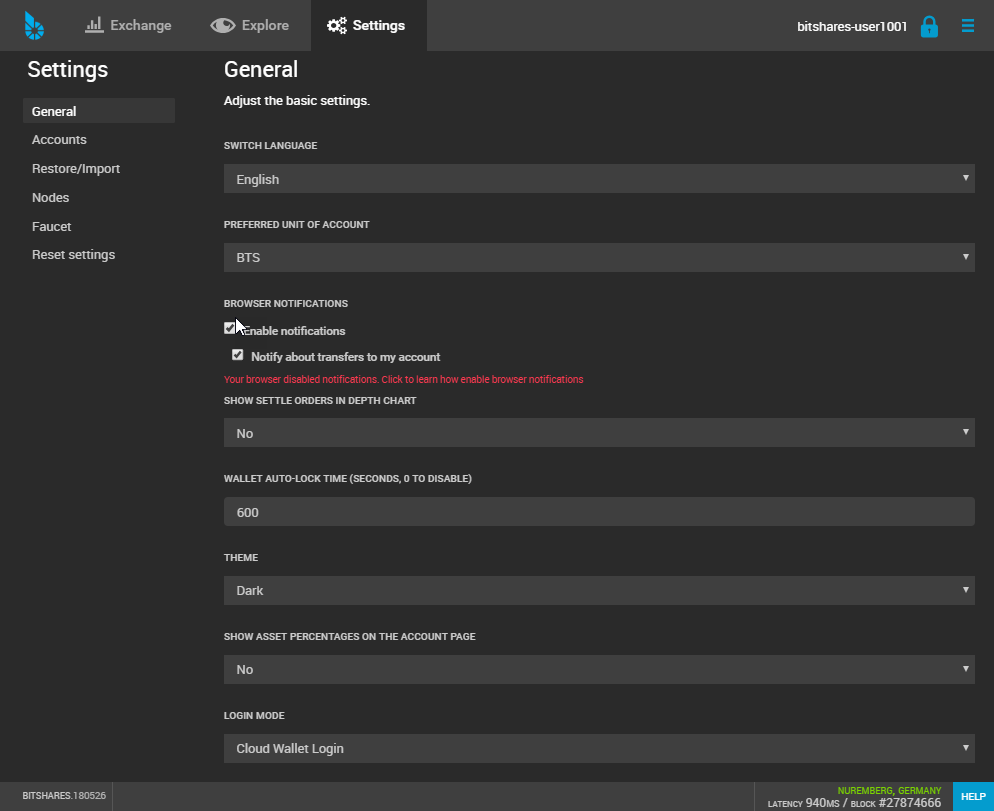 Exchange
Explore
Settings
bitshares-user1001
Settings
General
Accounts
Restore/Import
Nodes
Faucet
Reset settings
General
Adjust the basic settings.
SWITCH LANGUAGE
English
PREFERRED UNIT OF ACCOUNT
BTS
BROWSER NOTIFICATIONS
Enable notifications
Notify about transfers to my account
Your browser disabled notifications. Click to learn how enable browser notifications
SHOW SETTLE ORDERS IN DEPTH CHART
No
WALLET AUTO-LOCK TIME (SECONDS, 0 TO DISABLE)
600
THEME
Dark
SHOW ASSET PERCENTAGES ON THE ACCOUNT PAGE
No
LOGIN MODE
Cloud Wallet Login
BITSHARES.180526
NUREMBERG, GERMANY
LATENCY 940MS / BLOCK #27874666
HELP